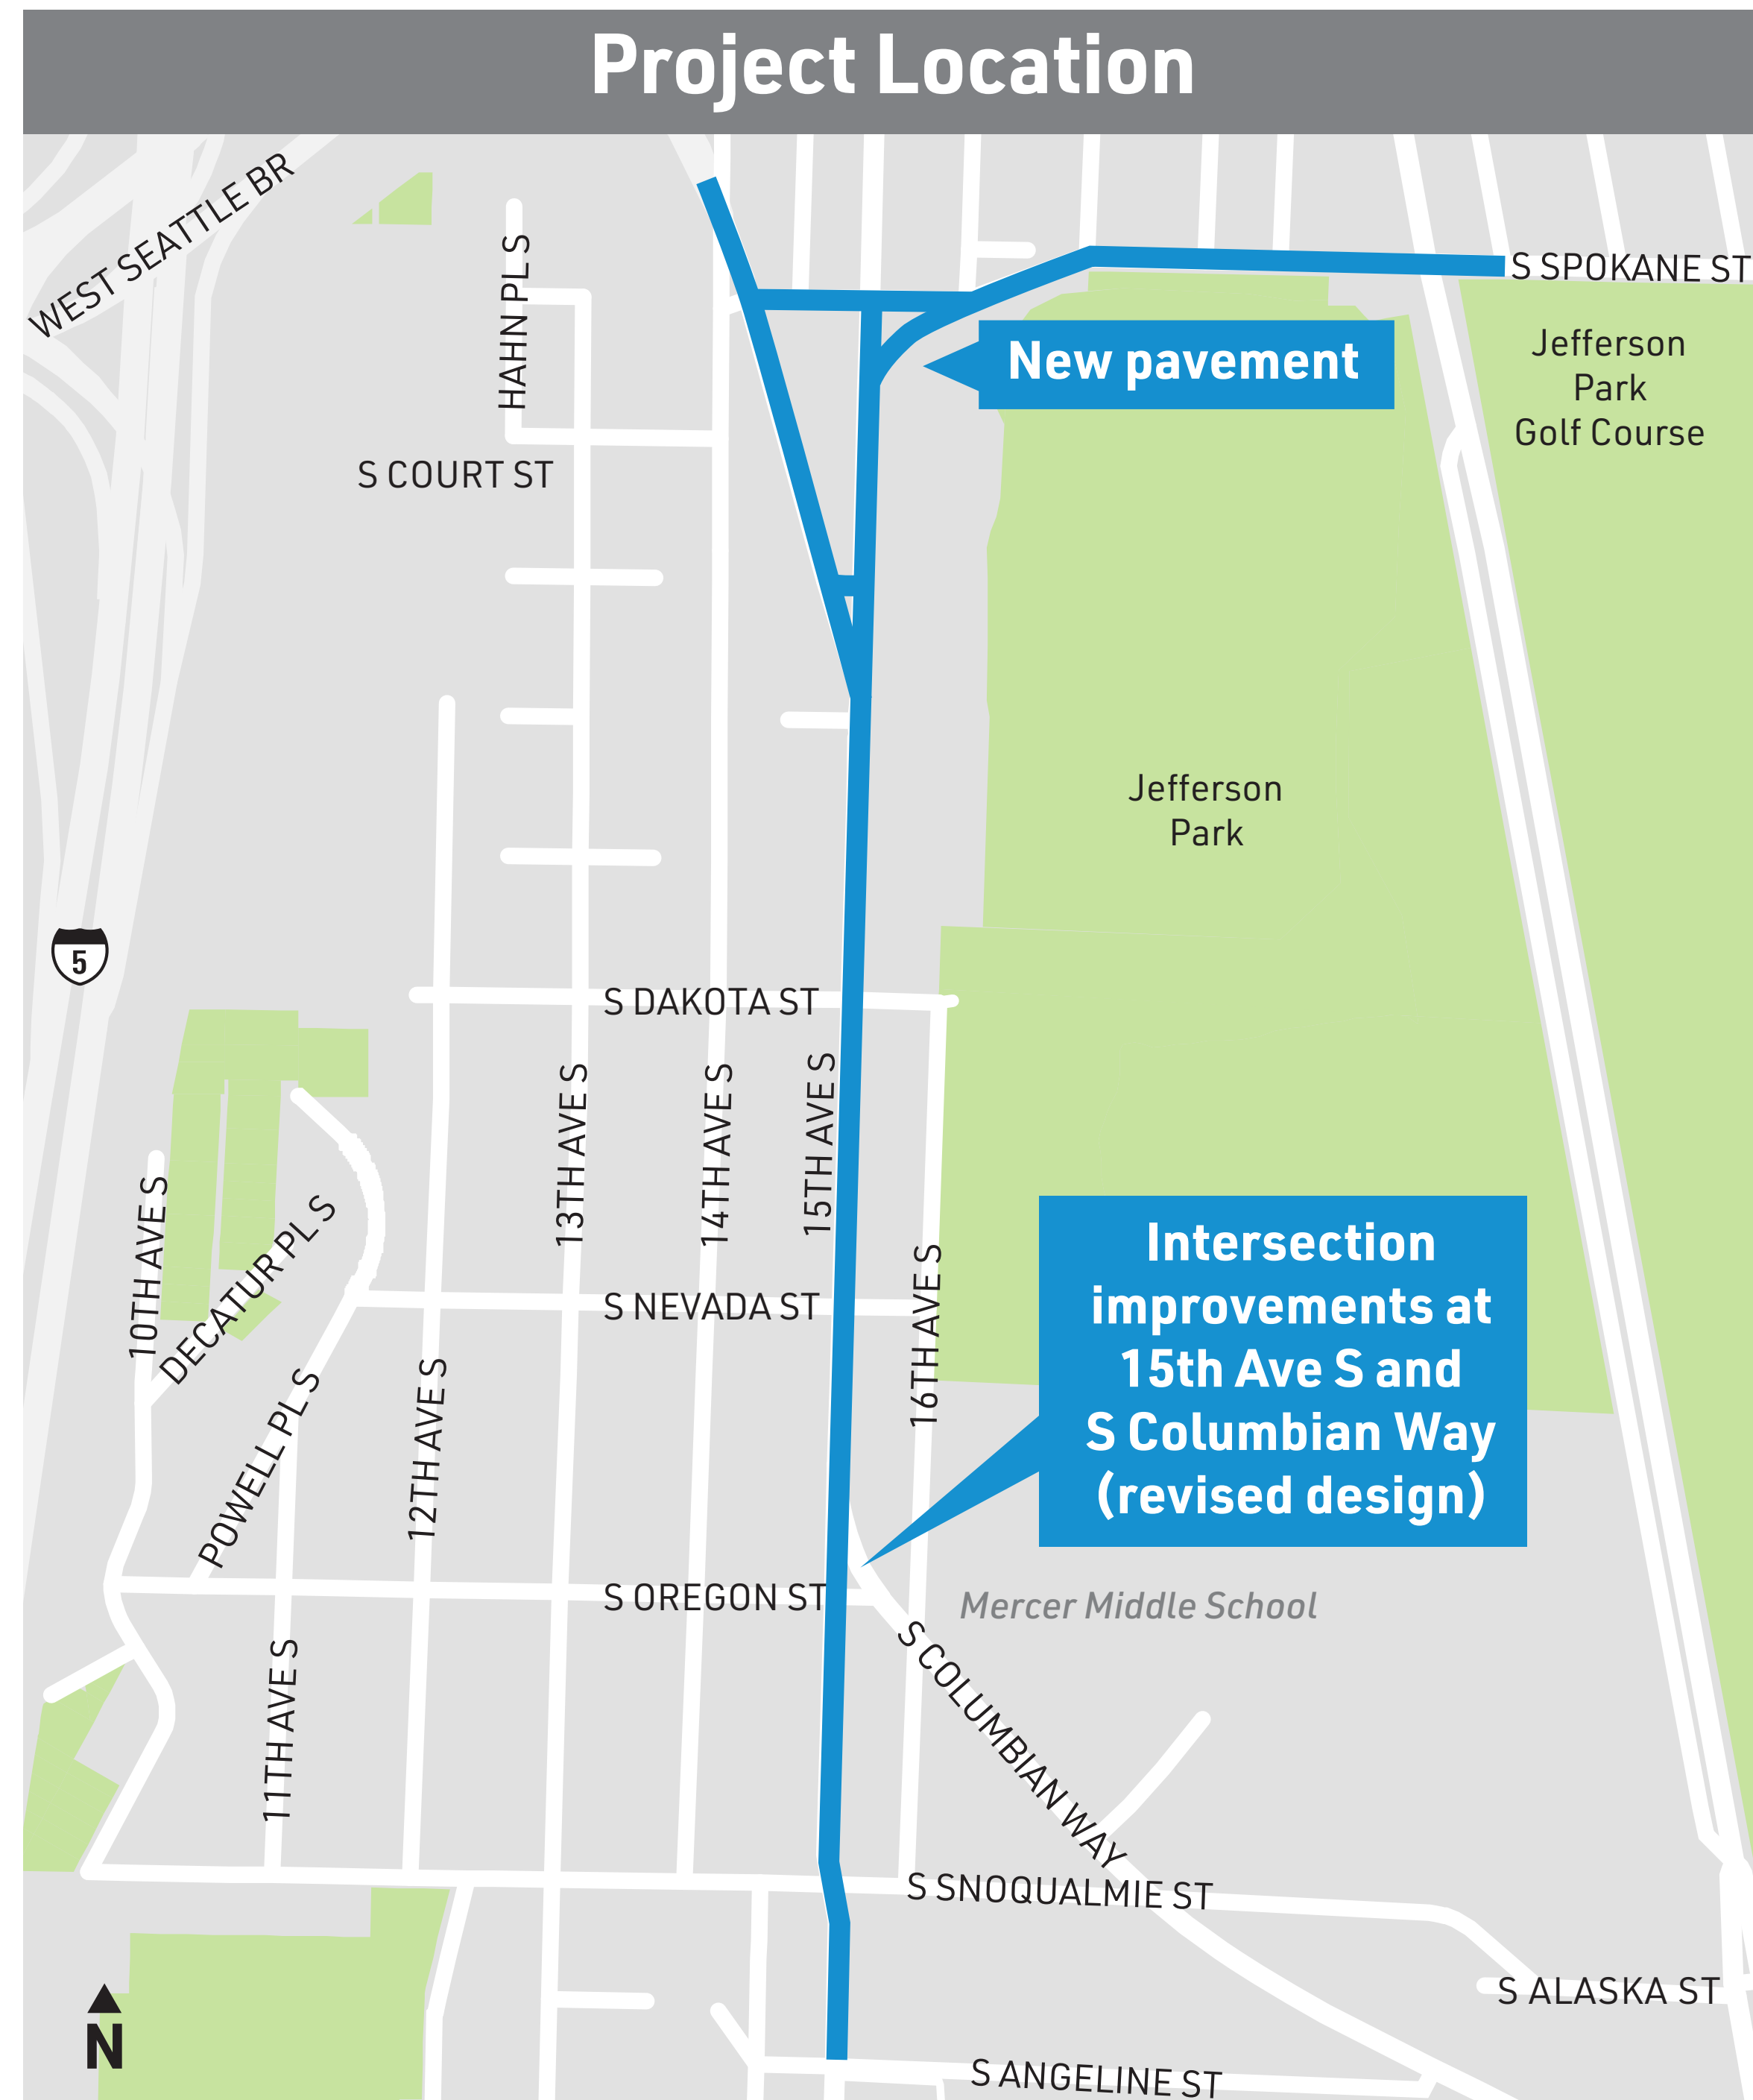 Project Location
WEST SEATTLE BR
HAHN PL S
S SPOKANE ST
New pavement
Jefferson
Park
Golf Course
S COURT ST
Jefferson
Park
5
S DAKOTA ST
13TH AVE S
14TH AVE S
15TH AVE S
10TH AVE S
DECATUR PL S
S NEVADA ST
16TH AVE S
Intersection
improvements at
15th Ave S and
S Columbian Way
(revised design)
POWELL PL S
12TH AVE S
S OREGON ST
Mercer Middle School
11TH AVE S
S COLUMBIAN WAY
S SNOQUALMIE ST
S ALASKA ST
N
S ANGELINE ST